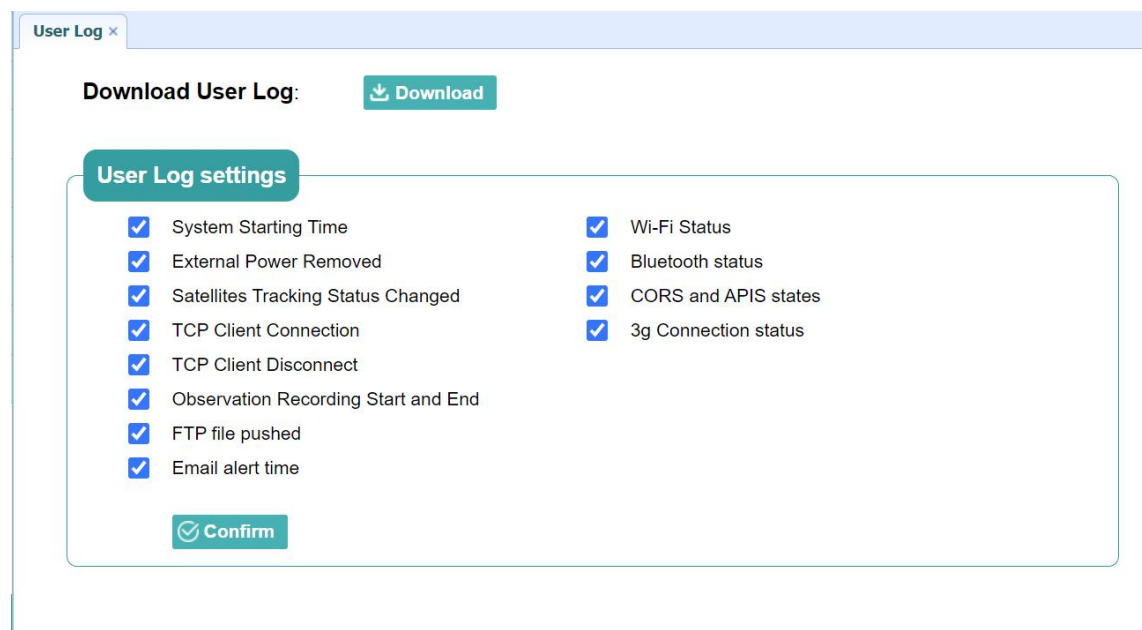 User Log ×
Download User Log:
Download
User Log settings
System Starting Time
Wi-Fi Status
External Power Removed
Bluetooth status
Satellites Tracking Status Changed
CORS and APIS states
TCP Client Connection
3g Connection status
TCP Client Disconnect
Observation Recording Start and End
FTP file pushed
Email alert time
Confirm